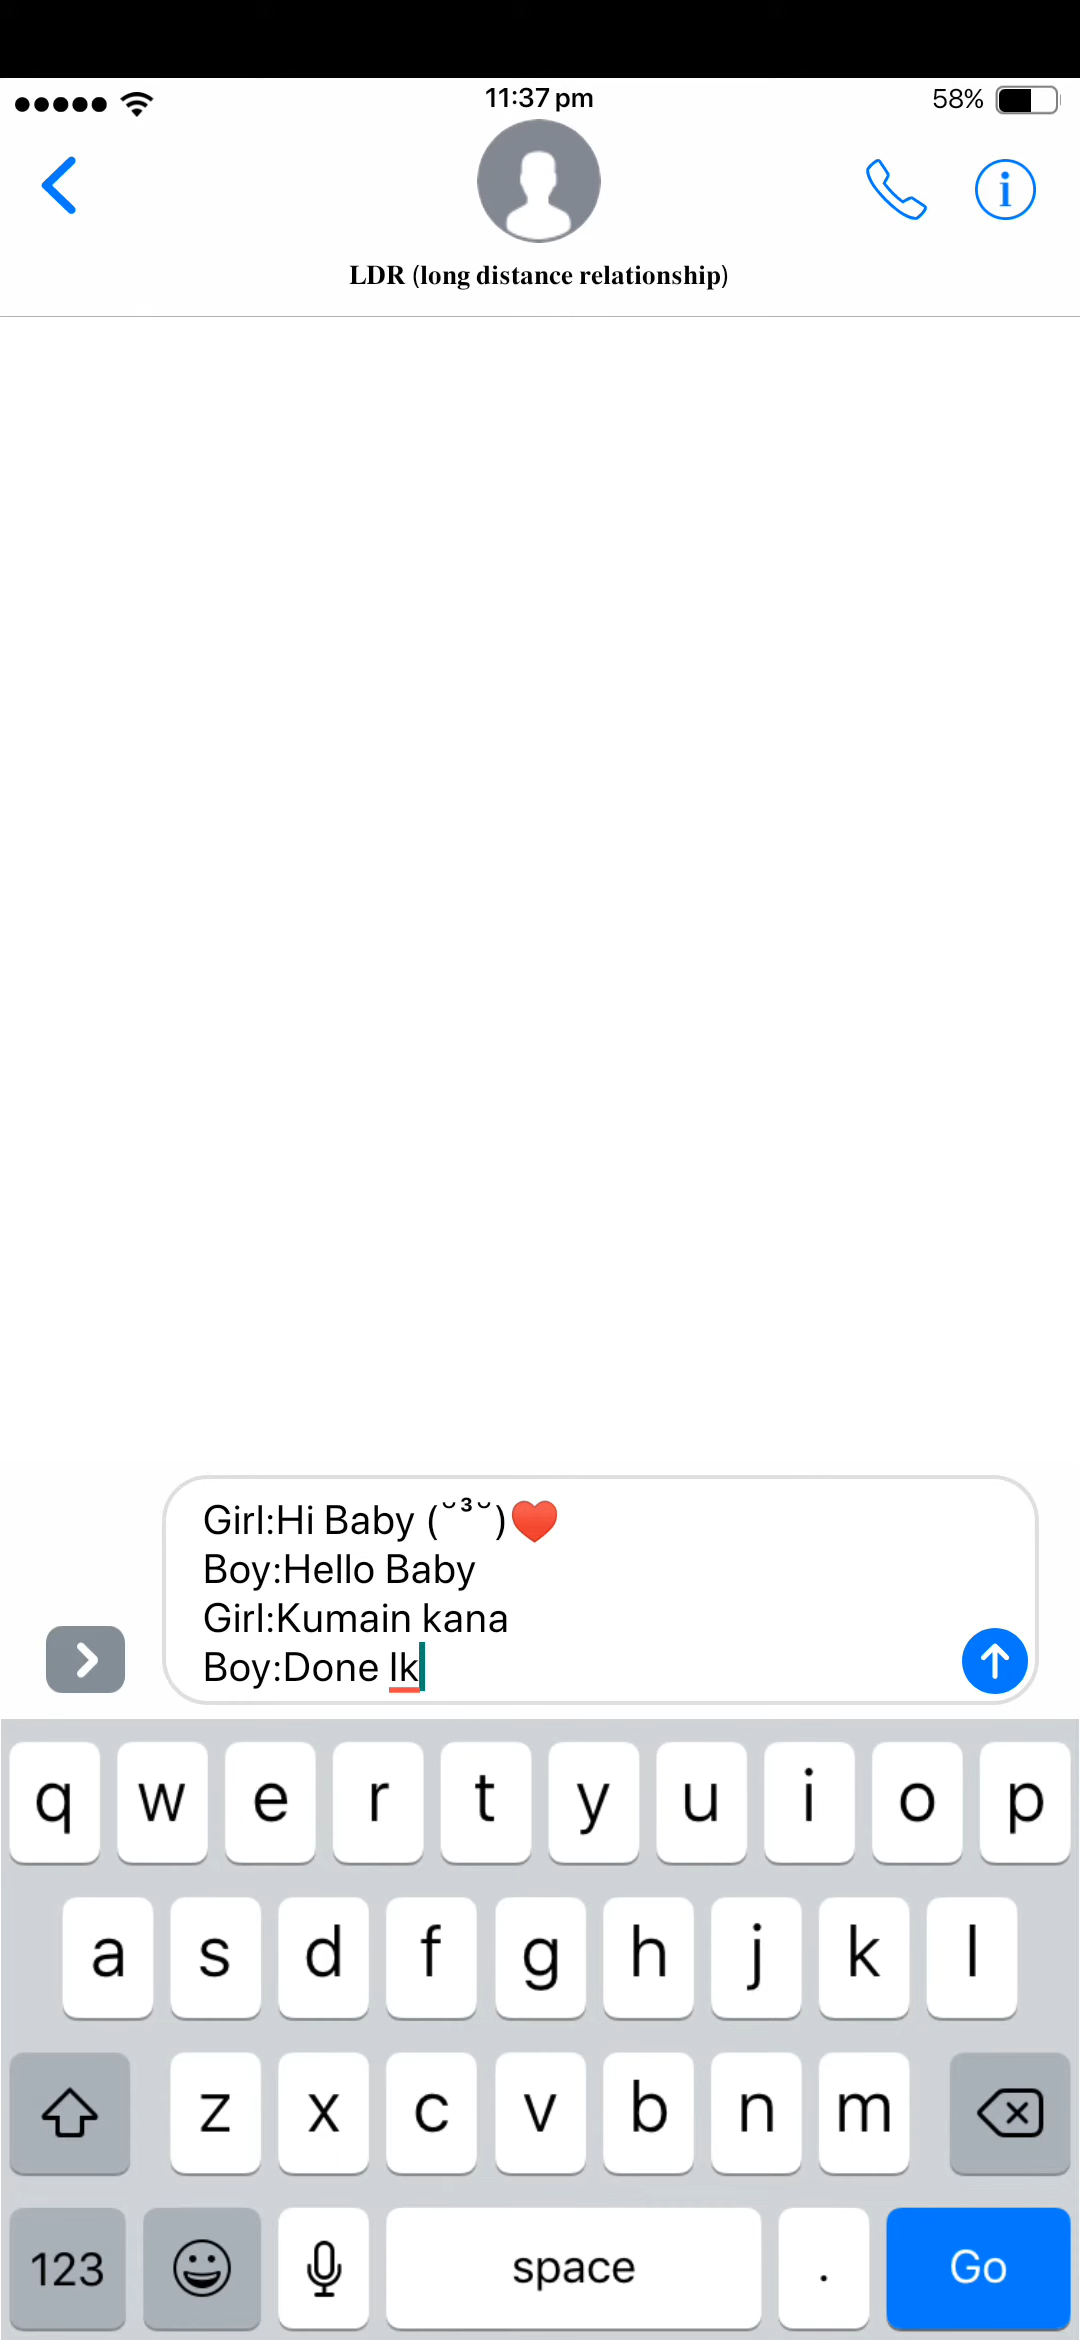 11:37 pm
58%
LDR (long distance relationship)
Girl:Hi Baby (˘³˘)♥️
Boy:Hello Baby
Girl:Kumain kana
Boy:Done Ik
q w e r t y u i o p
a s d f g h j k l
z x c v b n m
123 space . Go